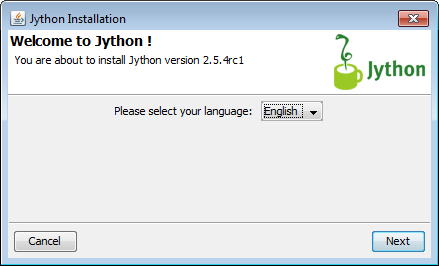 Jython Installation
Welcome to Jython !
You are about to install Jython version 2.5.4rc1
Jython
Please select your language: English
Cancel
Next